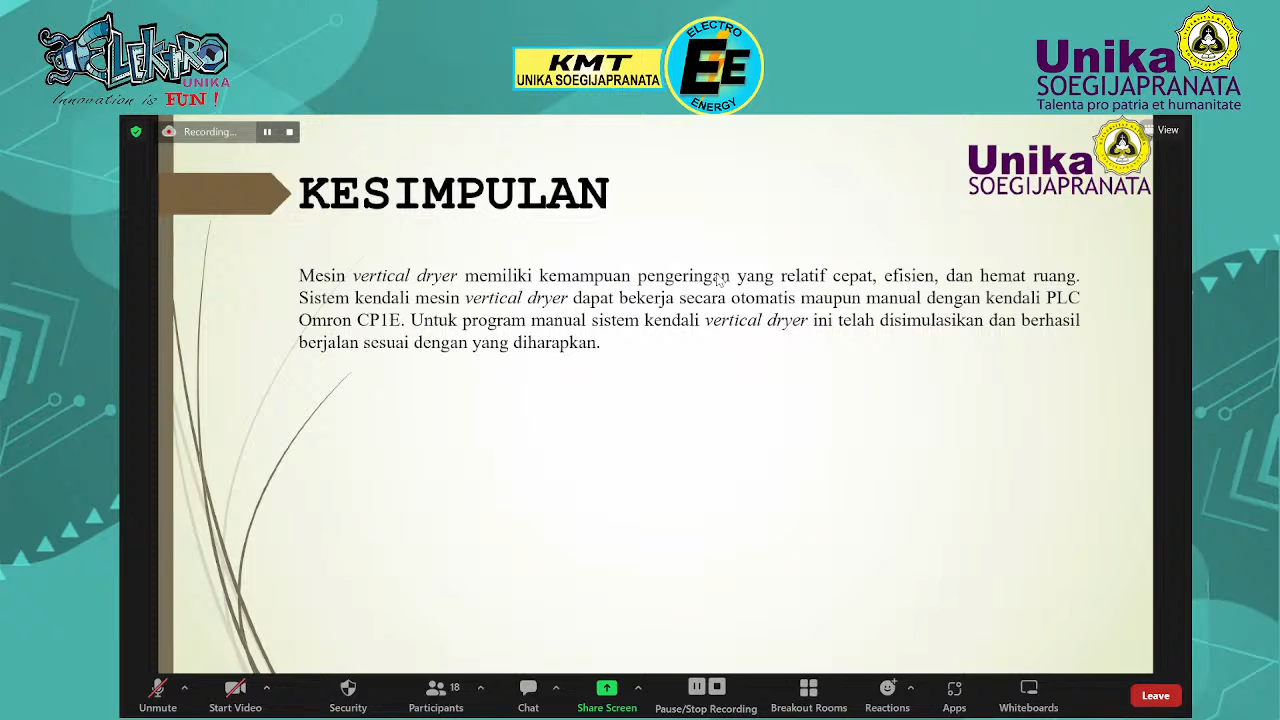 ELEKTRO
UNIKA
Innovation is FUN !
KMT
UNIKA SOEGIJAPRANATA
ELECTRO
EiE
ENERGY
Unika
SOEGIJAPRANATA
Talenta pro patria et humanitate
Recording...
View
Unika
SOEGIJAPRANATA
KESIMPULAN
Mesin vertical dryer memiliki kemampuan pengeringan yang relatif cepat, efisien, dan hemat ruang.
Sistem kendali mesin vertical dryer dapat bekerja secara otomatis maupun manual dengan kendali PLC
Omron CP1E. Untuk program manual sistem kendali vertical dryer ini telah disimulasikan dan berhasil
berjalan sesuai dengan yang diharapkan.
18
Unmute
Start Video
Security
Participants
Chat
Share Screen
Pause/Stop Recording
Breakout Rooms
Reactions
Apps
Whiteboards
Leave